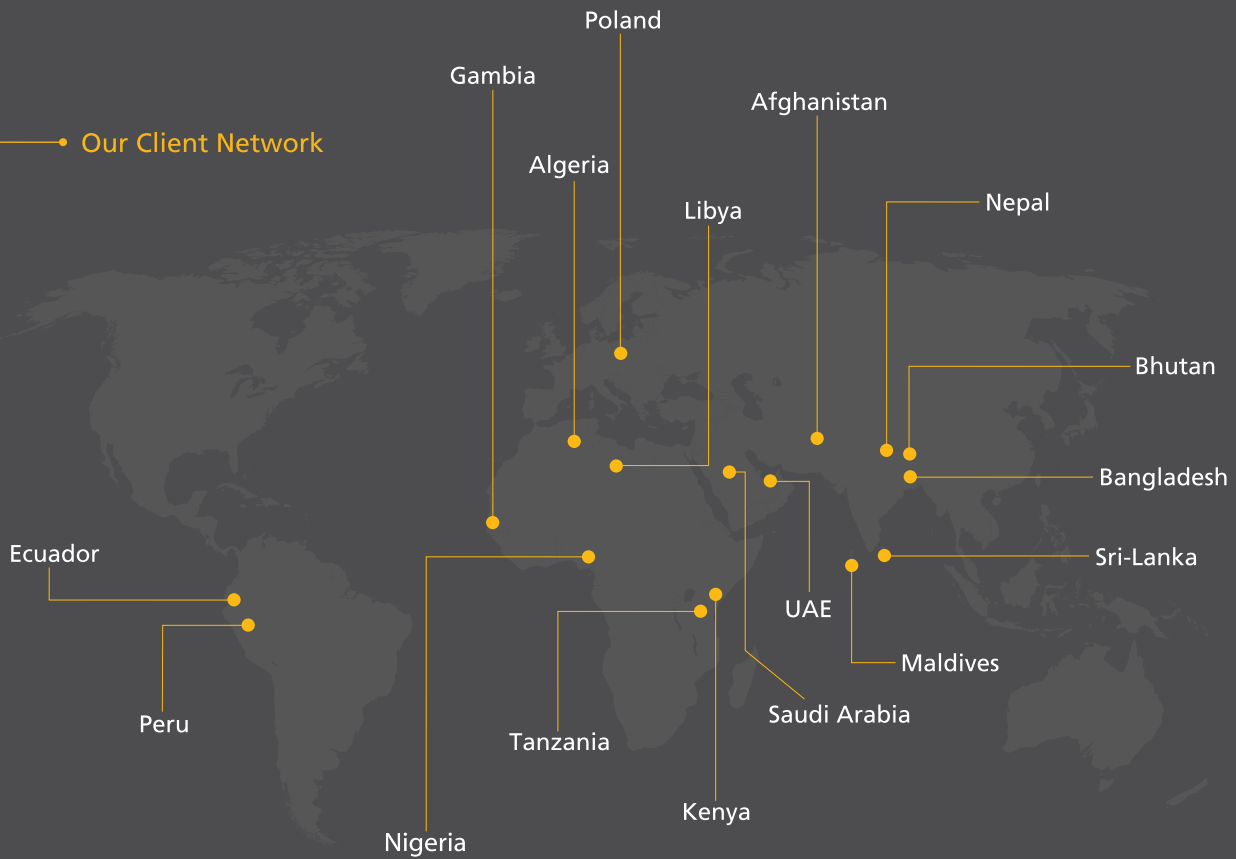 Poland
Gambia
Afghanistan
Our Client Network
Algeria
Nepal
Libya
Bhutan
Bangladesh
Ecuador
Sri-Lanka
UAE
Maldives
Saudi Arabia
Peru
Tanzania
Kenya
Nigeria